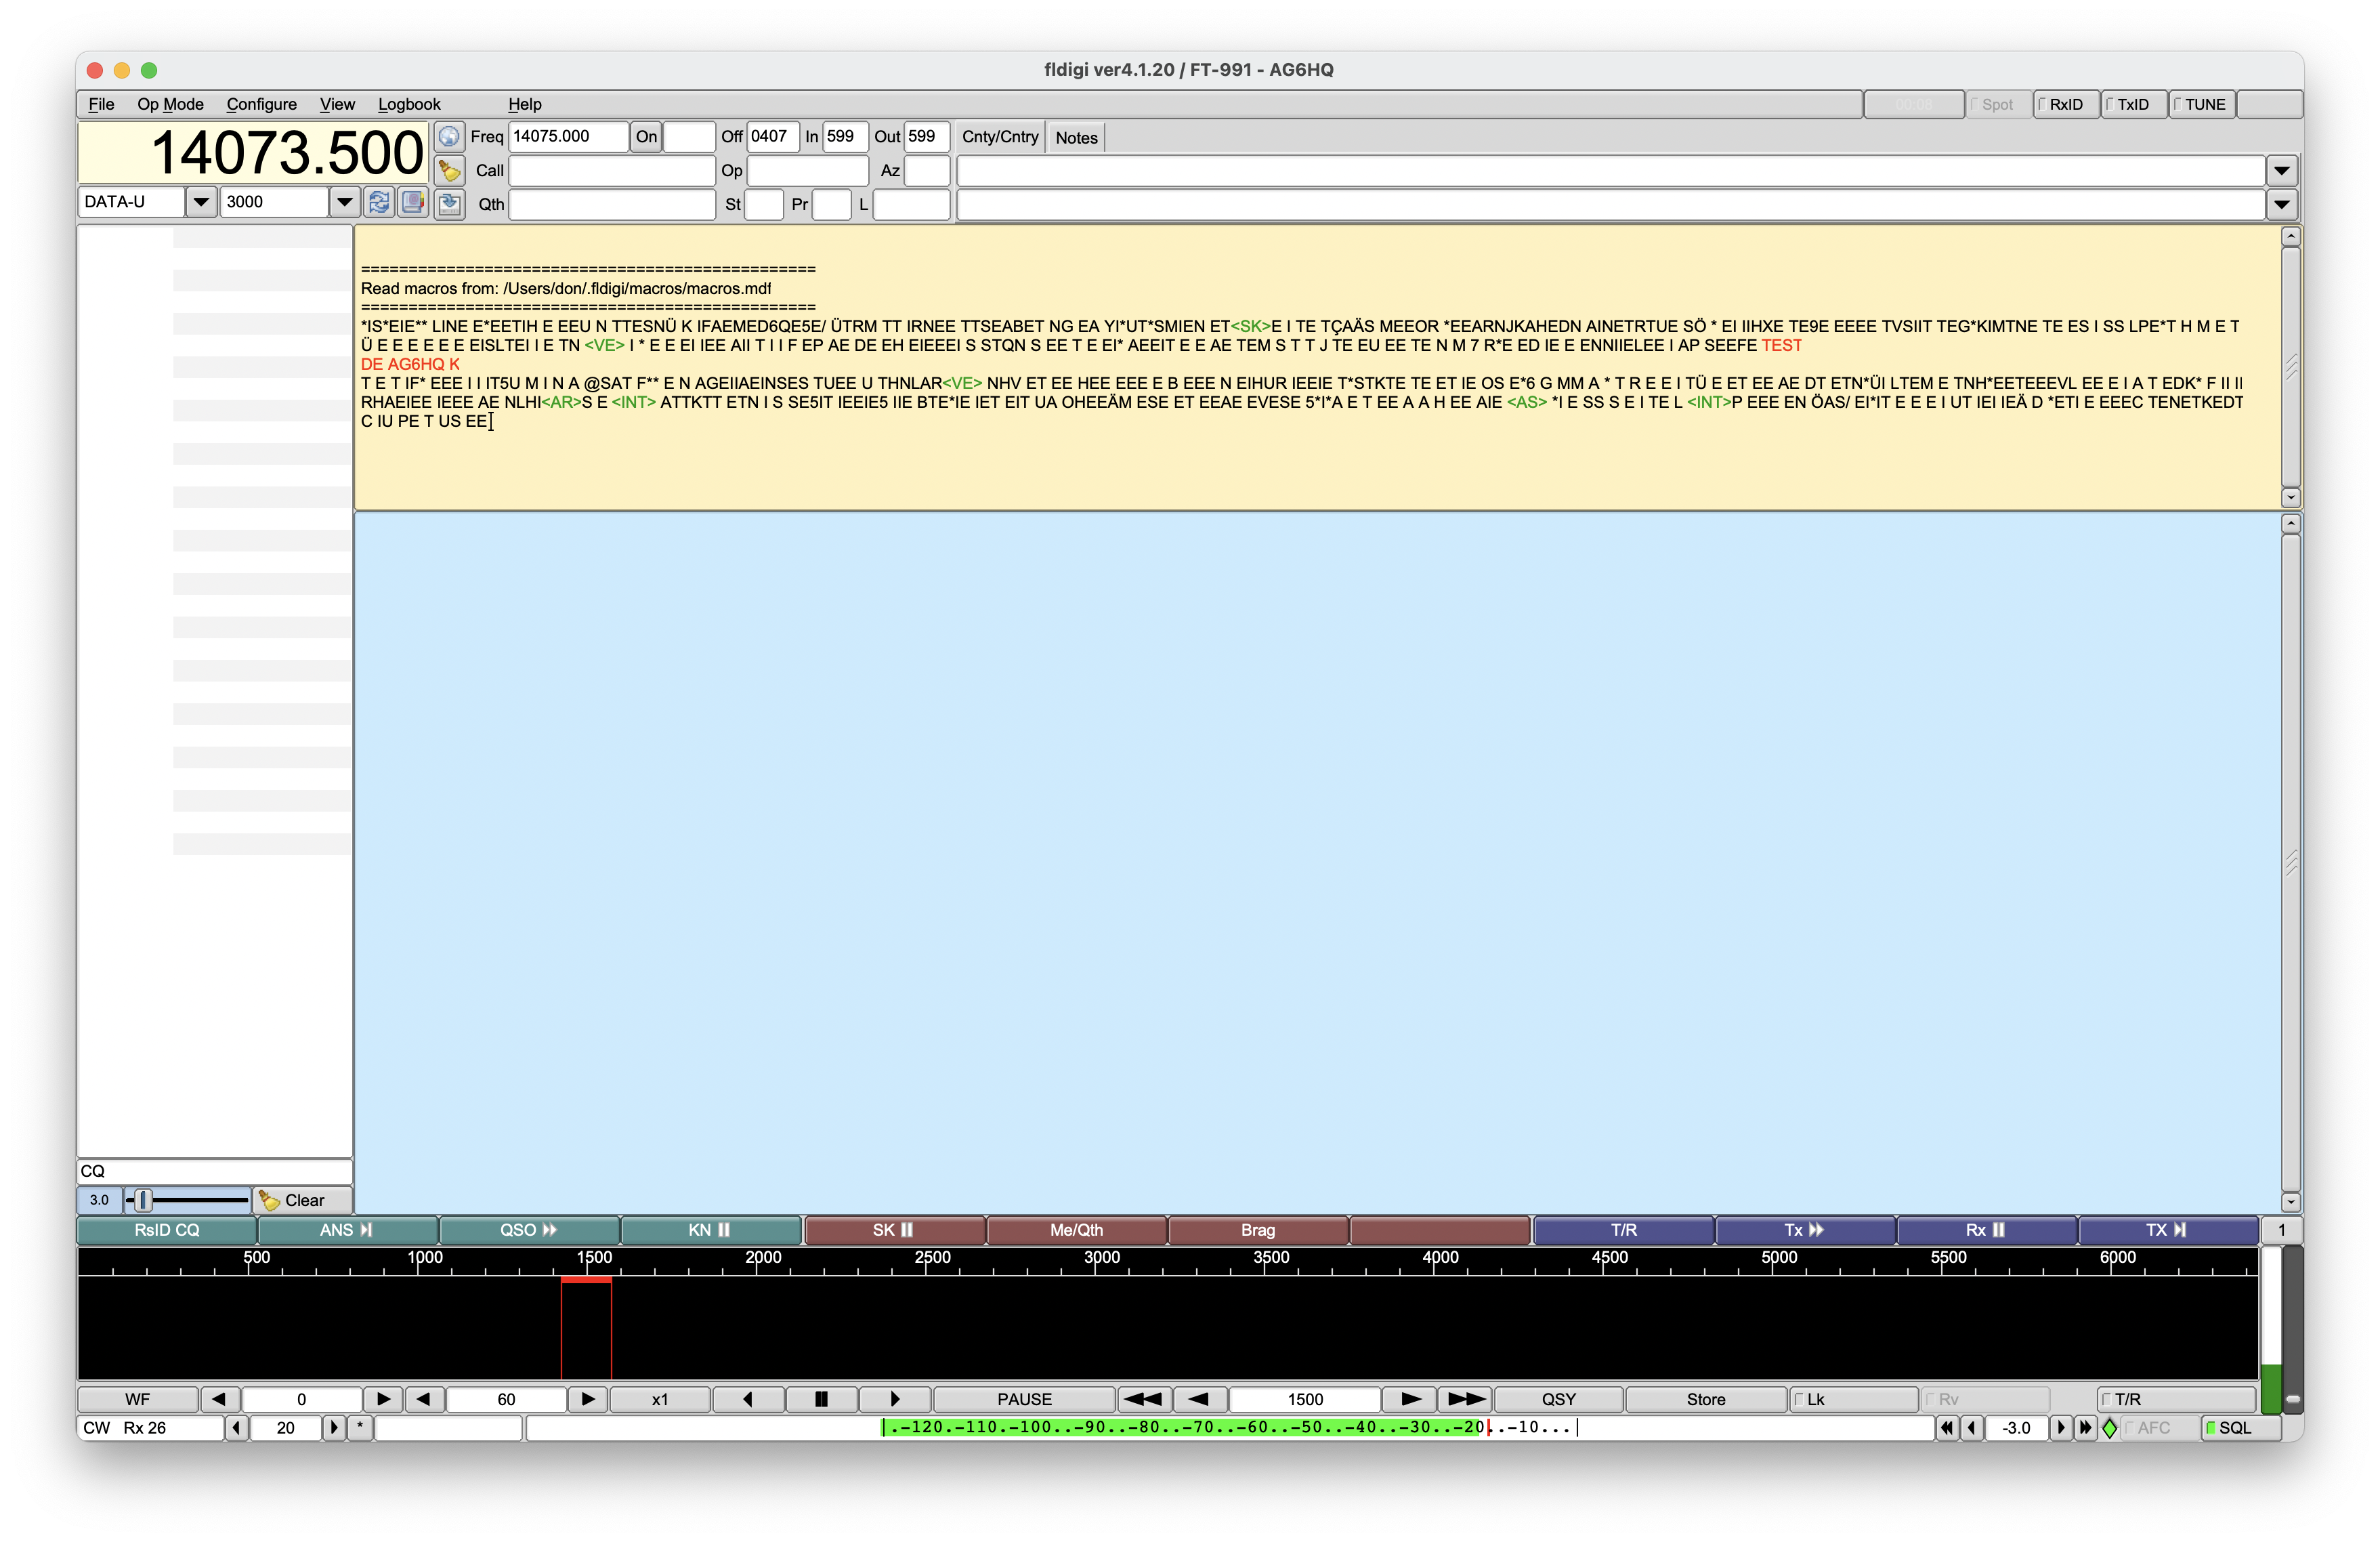 fldigi ver4.1.20 / FT-991 - AG6HQ
File Op Mode Configure View Logbook Help 00:08 Spot RxID TxID TUNE
14073.500 Freq 14075.000 On Off 0407 In 599 Out 599 Cnty/Cntry Notes
Call Op Az
DATA-U 3000 Qth St Pr L
================================================
Read macros from: /Users/don/.fldigi/macros/macros.mdf
================================================
*IS*EIE** LINE E*EETIH E EEU N TTESNÜ K IFAEMED6QE5E/ ÜTRM TT IRNEE TTSEABET NG EA YI*UT*SMIEN ET<SK>E I TE TÇAÄS MEEOR *EEARNJKAHEDN AINETRTUE SÖ * EI IIHXE TE9E EEEE TVSIIT TEG*KIMTNE TE ES I SS LPE*T H M E T
Ü E E E E E E EISLTEI I E TN <VE> I * E E EI IEE AII T I I F EP AE DE EH EIEEEI S STQN S EE T E EI* AEEIT E E AE TEM S T T J TE EU EE TE N M 7 R*E ED IE E ENNIIELEE I AP SEEFE TEST
DE AG6HQ K
T E T IF* EEE I I IT5U M I N A @SAT F** E N AGEIIAEINSES TUEE U THNLAR<VE> NHV ET EE HEE EEE E B EEE N EIHUR IEEIE T*STKTE TE ET IE OS E*6 G MM A * T R E E I TÜ E ET EE AE DT ETN*ÜI LTEM E TNH*EETEEEVL EE E I A T EDK* F II II
RHAEIEE IEEE AE NLHI<AR>S E <INT> ATTKTT ETN I S SE5IT IEEIE5 IIE BTE*IE IET EIT UA OHEEÄM ESE ET EEAE EVESE 5*I*A E T EE A A H EE AIE <AS> *I E SS S E I TE L <INT>P EEE EN ÖAS/ EI*IT E E E I UT IEI IEÄ D *ETI E EEEC TENETKEDT
C IU PE T US EE
CQ
3.0 Clear
RsID CQ ANS QSO KN SK Me/Qth Brag T/R Tx Rx TX 1
500 1000 1500 2000 2500 3000 3500 4000 4500 5000 5500 6000
WF 0 60 x1 PAUSE 1500 QSY Store Lk Rv T/R
CW Rx 26 20 * .-120.-110.-100..-90..-80..-70..-60..-50..-40..-30..-20..-10... -3.0 AFC SQL